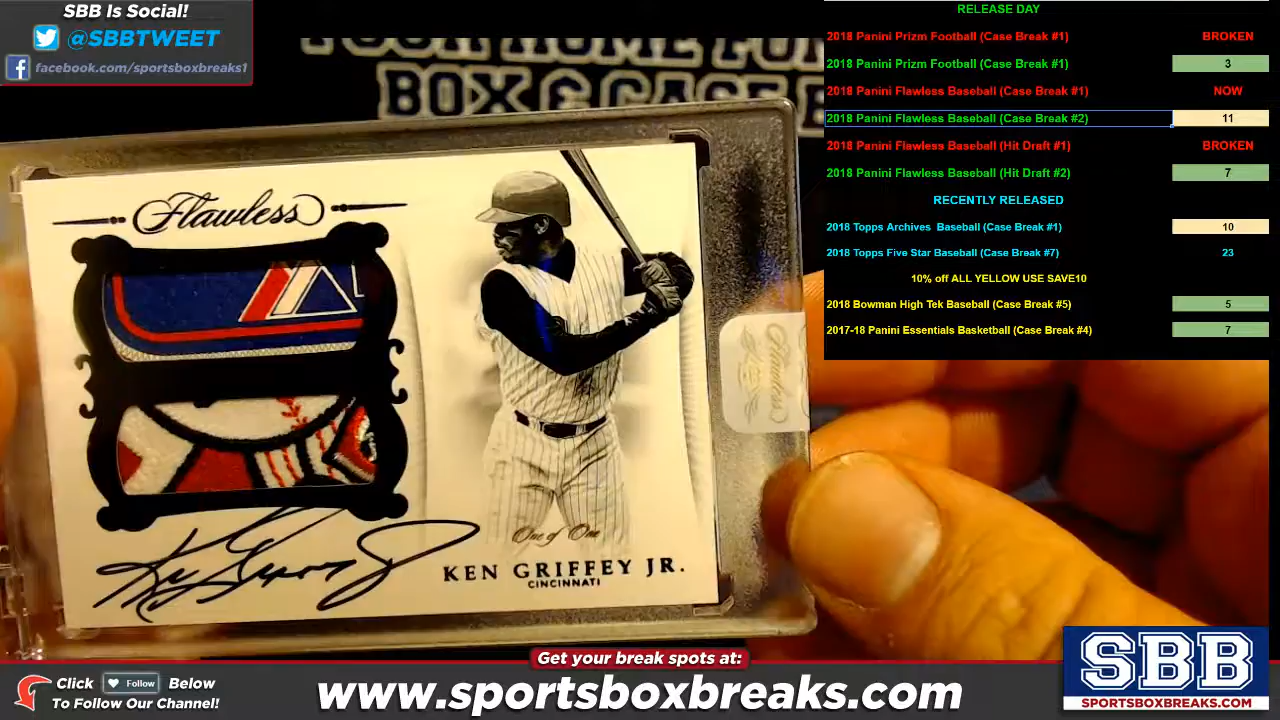 SBB Is Social!
@SBBTWEET
facebook.com/sportsboxbreaks1
BOX & CASE B
RELEASE DAY
2018 Panini Prizm Football (Case Break #1) BROKEN
2018 Panini Prizm Football (Case Break #1) 3
2018 Panini Flawless Baseball (Case Break #1) NOW
2018 Panini Flawless Baseball (Case Break #2) 11
2018 Panini Flawless Baseball (Hit Draft #1) BROKEN
2018 Panini Flawless Baseball (Hit Draft #2) 7
RECENTLY RELEASED
2018 Topps Archives Baseball (Case Break #1) 10
2018 Topps Five Star Baseball (Case Break #7) 23
10% off ALL YELLOW USE SAVE10
2018 Bowman High Tek Baseball (Case Break #5) 5
2017-18 Panini Essentials Basketball (Case Break #4) 7
Flawless
Flawless
One of One
KEN GRIFFEY JR.
CINCINNATI
Get your break spots at:
Click Follow Below
To Follow Our Channel!
www.sportsboxbreaks.com
SBB
SPORTSBOXBREAKS.COM